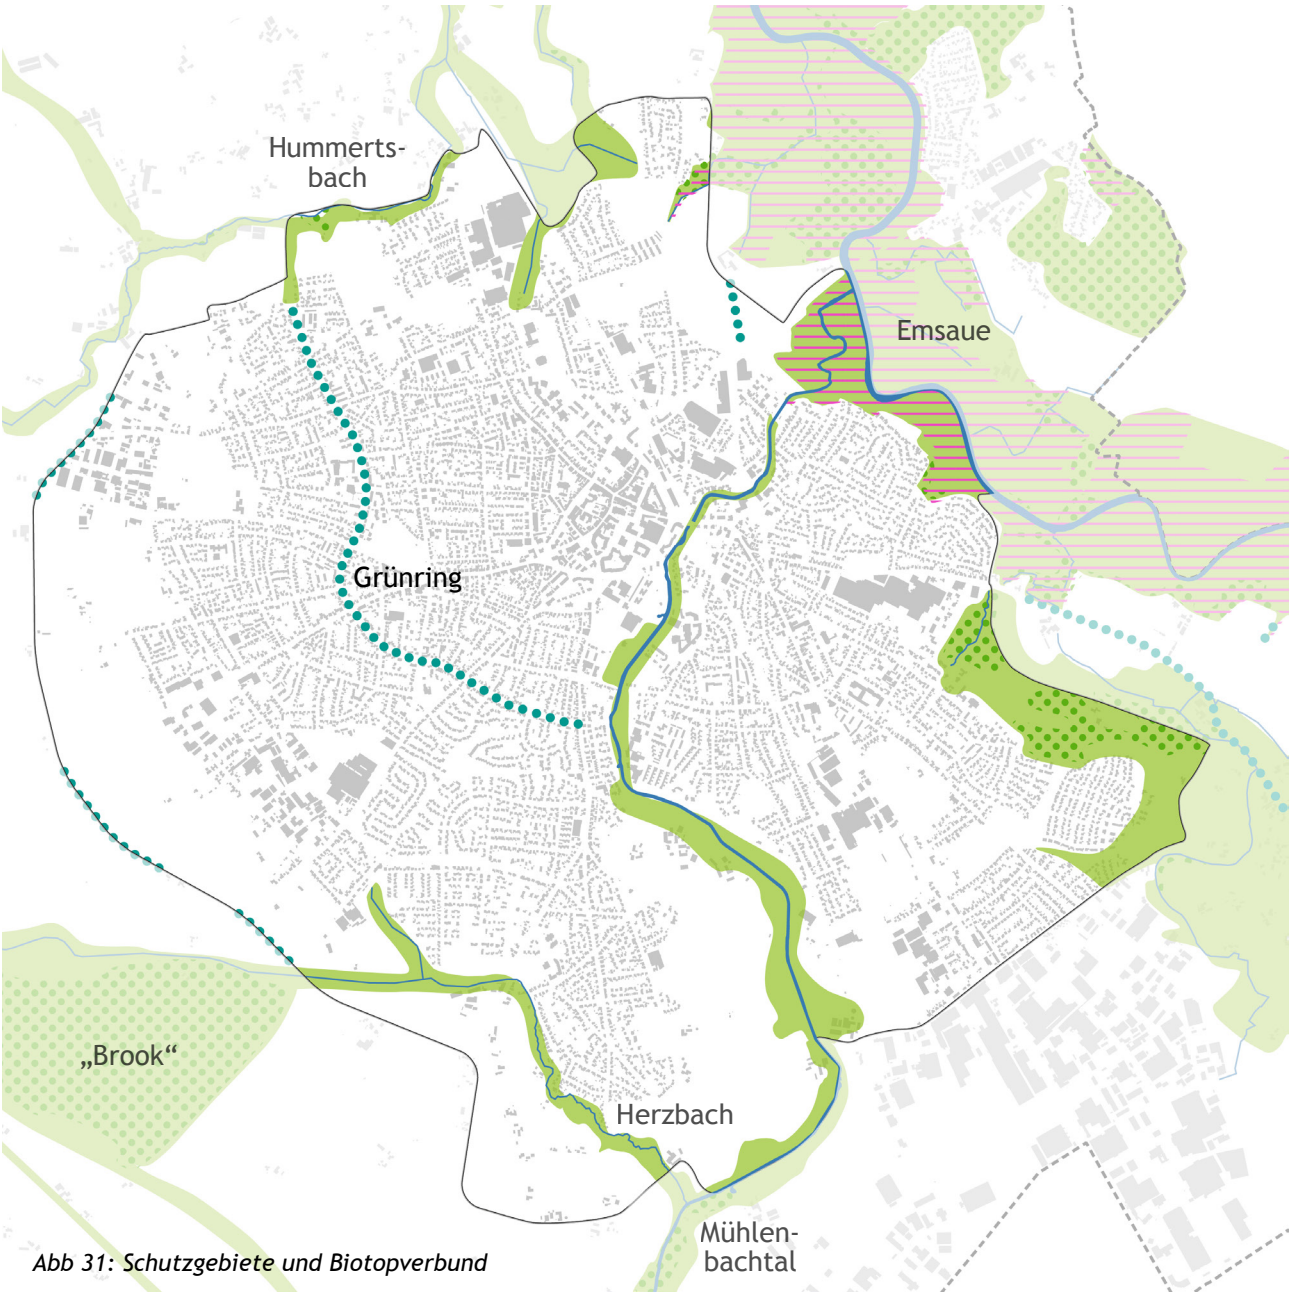 Hummerts-
bach
Emsaue
Grünring
„Brook“
Herzbach
Mühlen-
bachtal
Abb 31: Schutzgebiete und Biotopverbund